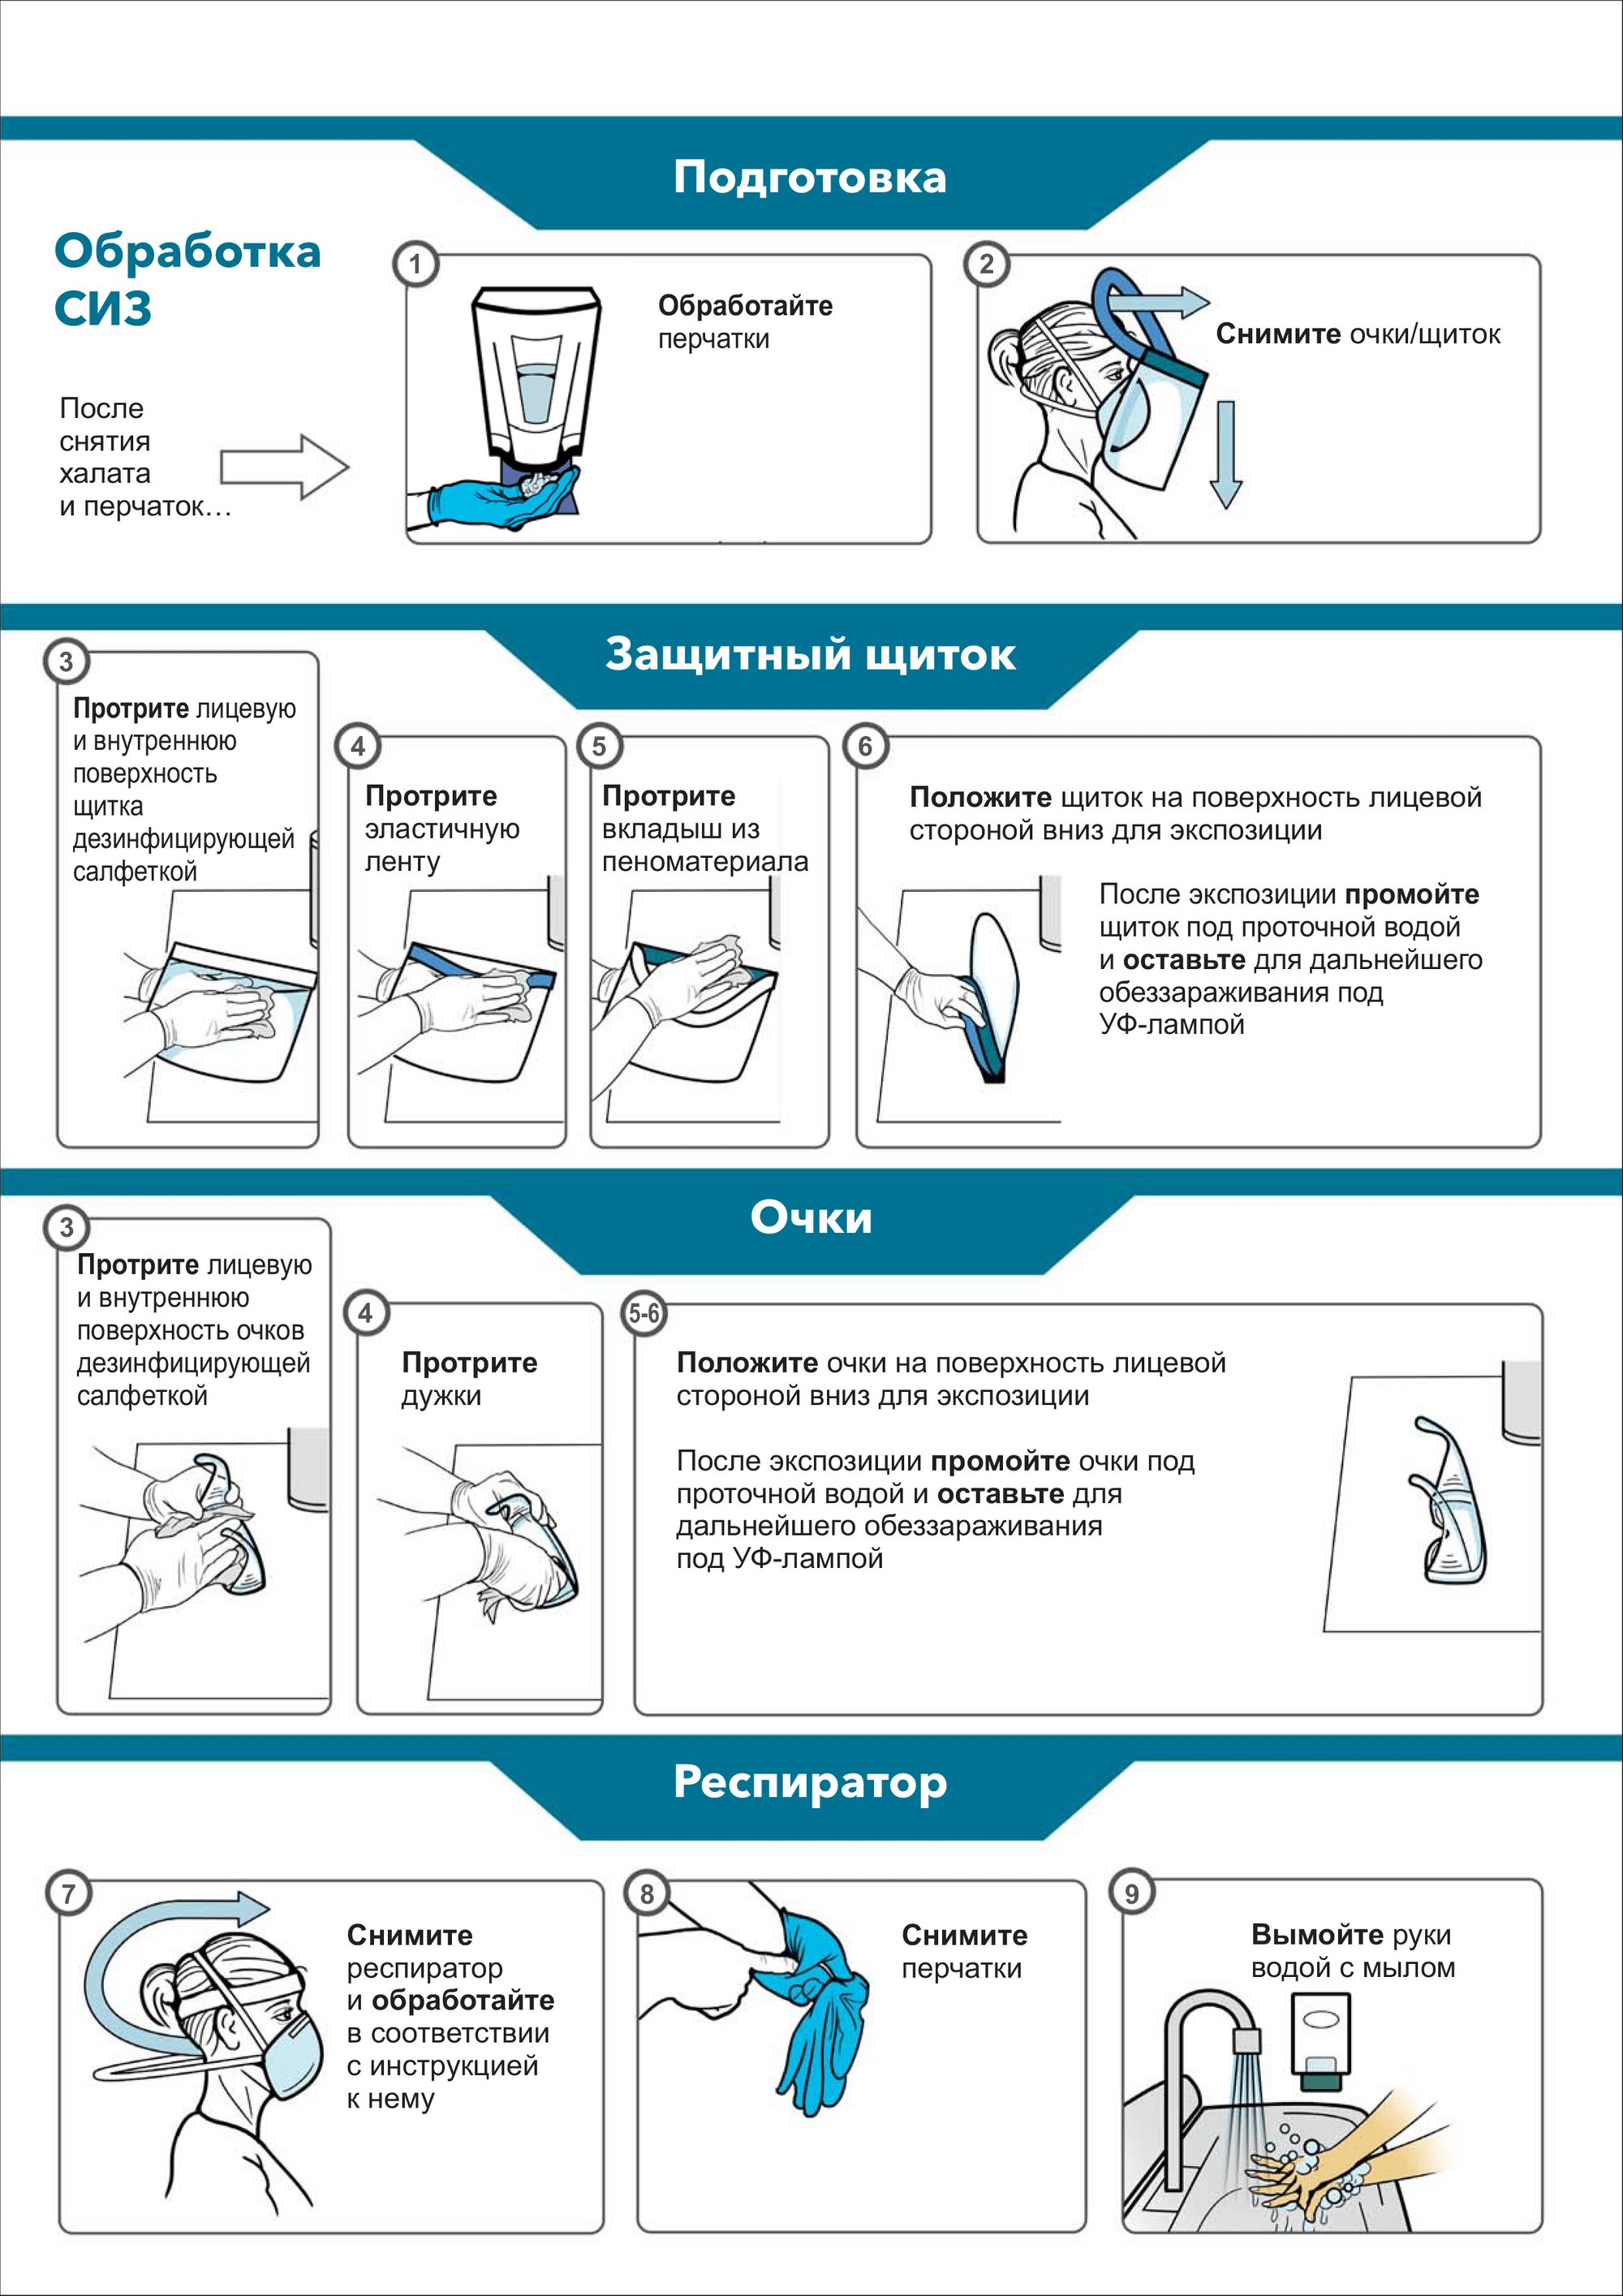 Подготовка
Обработка
СИЗ
После
снятия
халата
и перчаток…
1
Обработайте
перчатки
2
Снимите очки/щиток
Защитный щиток
3
Протрите лицевую
и внутреннюю
поверхность
щитка
дезинфицирующей
салфеткой
4
Протрите
эластичную
ленту
5
Протрите
вкладыш из
пеноматериала
6
Положите щиток на поверхность лицевой
стороной вниз для экспозиции
После экспозиции промойте
щиток под проточной водой
и оставьте для дальнейшего
обеззараживания под
УФ-лампой
Очки
3
Протрите лицевую
и внутреннюю
поверхность очков
дезинфицирующей
салфеткой
4
Протрите
дужки
5-6
Положите очки на поверхность лицевой
стороной вниз для экспозиции
После экспозиции промойте очки под
проточной водой и оставьте для
дальнейшего обеззараживания
под УФ-лампой
Респиратор
7
Снимите
респиратор
и обработайте
в соответствии
с инструкцией
к нему
8
Снимите
перчатки
9
Вымойте руки
водой с мылом